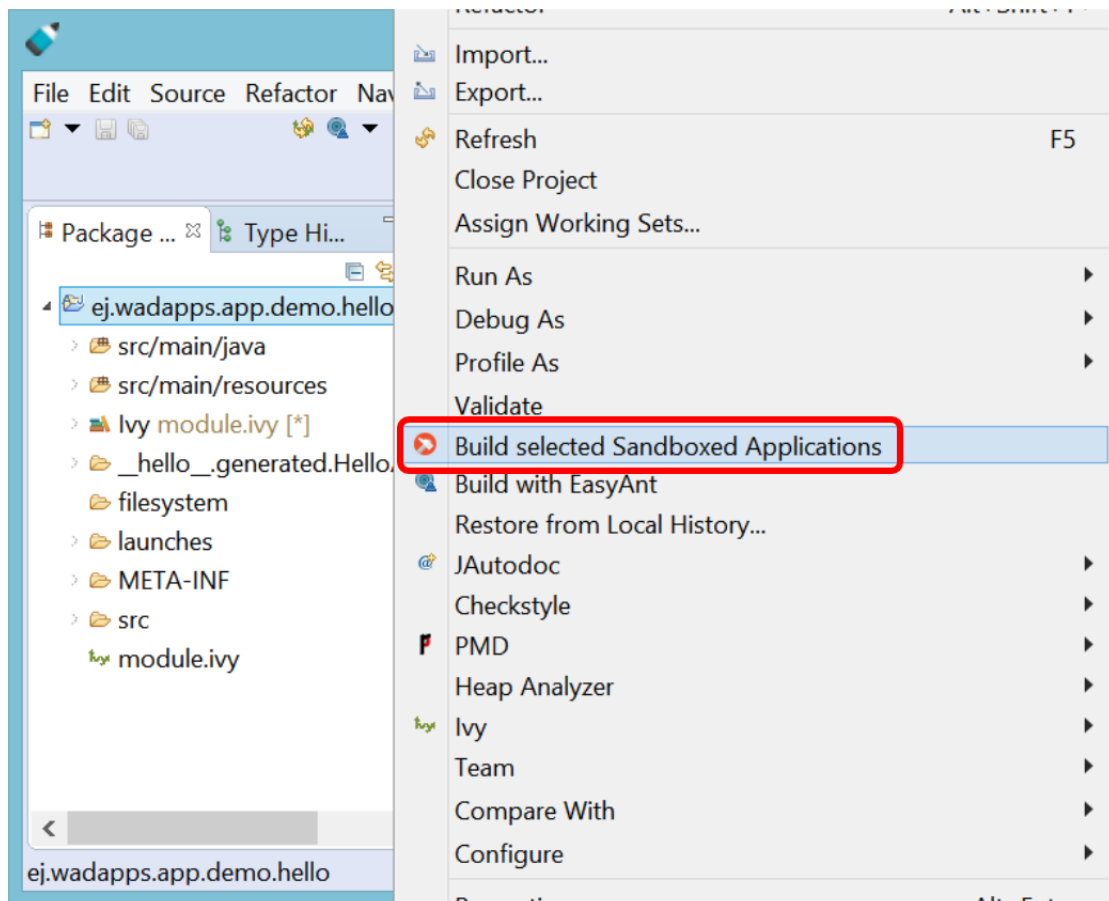 File Edit Source Refactor Nav
Package ... Type Hi...
ej.wadapps.app.demo.hello
src/main/java
src/main/resources
Ivy module.ivy [*]
__hello__.generated.Hello
filesystem
launches
META-INF
src
module.ivy
ej.wadapps.app.demo.hello
Import...
Export...
Refresh F5
Close Project
Assign Working Sets...
Run As
Debug As
Profile As
Validate
Build selected Sandboxed Applications
Build with EasyAnt
Restore from Local History...
JAutodoc
Checkstyle
PMD
Heap Analyzer
Ivy
Team
Compare With
Configure